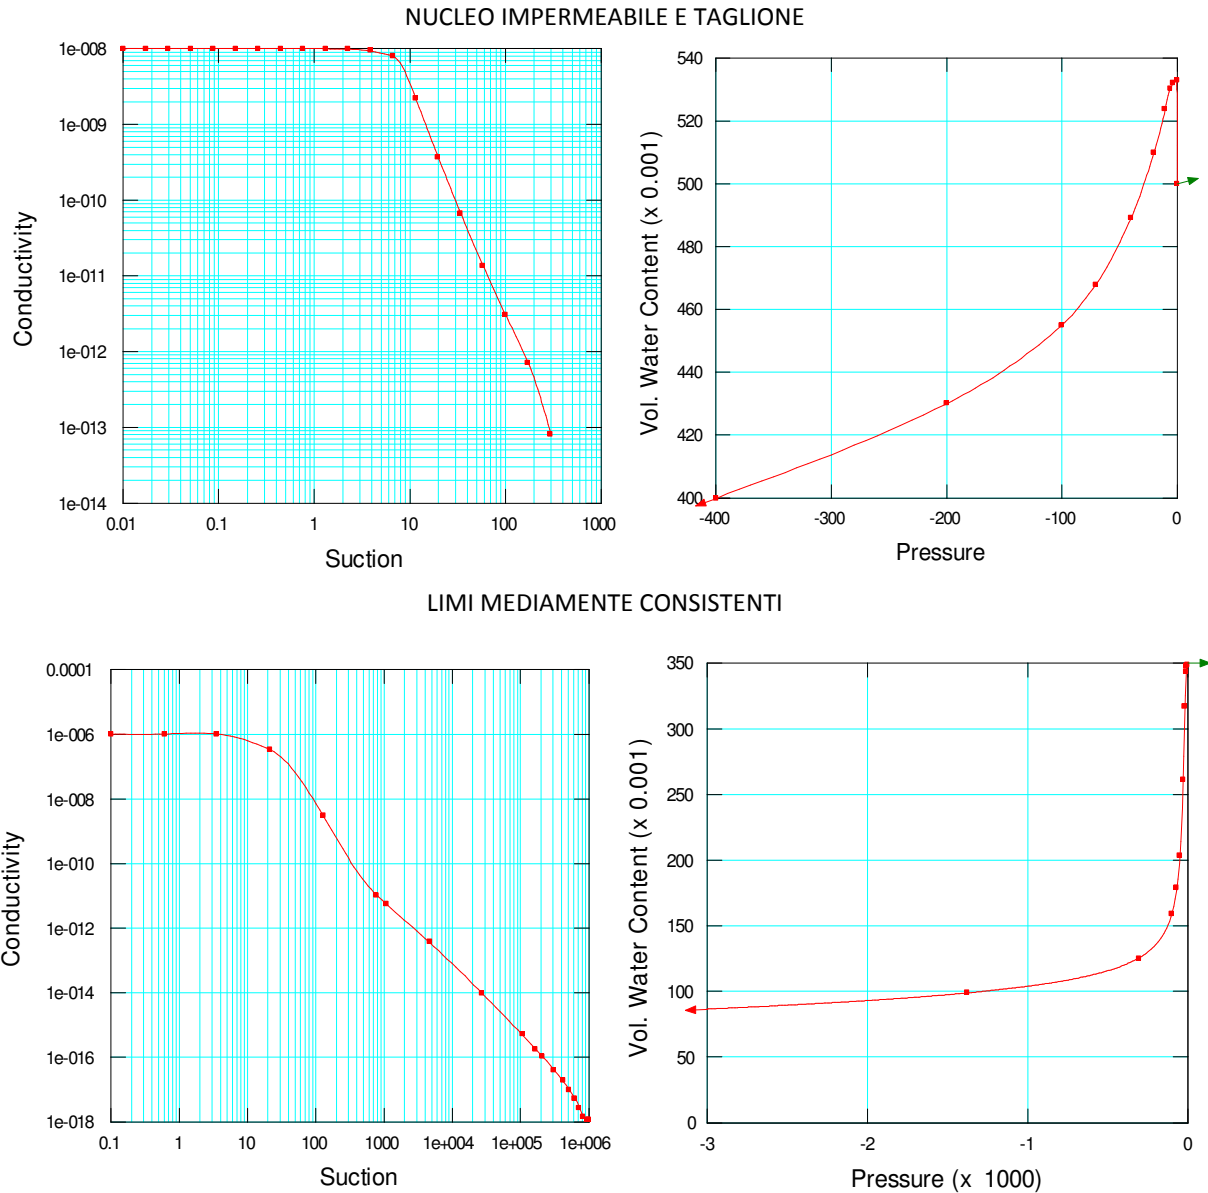 NUCLEO IMPERMEABILE E TAGLIONE
Conductivity
1e-008
1e-009
1e-010
1e-011
1e-012
1e-013
1e-014
0.01 0.1 1 10 100 1000
Suction
Vol. Water Content (x 0.001)
540
520
500
480
460
440
420
400
-400 -300 -200 -100 0
Pressure
LIMI MEDIAMENTE CONSISTENTI
Conductivity
0.0001
1e-006
1e-008
1e-010
1e-012
1e-014
1e-016
1e-018
0.1 1 10 100 1000 1e+004 1e+005 1e+006
Suction
Vol. Water Content (x 0.001)
350
300
250
200
150
100
50
0
-3 -2 -1 0
Pressure (x 1000)